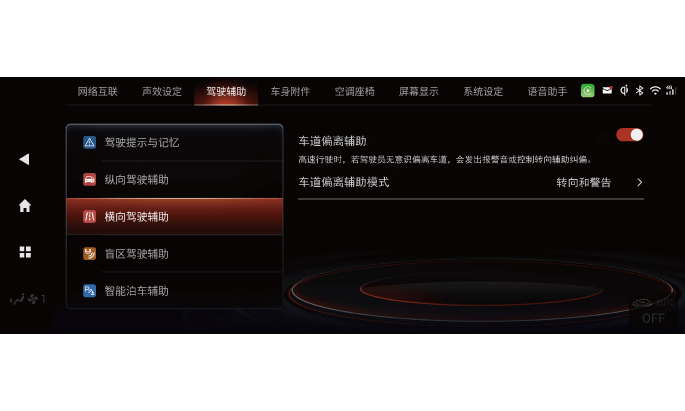 网络互联 声效设定 驾驶辅助 车身附件 空调座椅 屏幕显示 系统设定 语音助手
驾驶提示与记忆
纵向驾驶辅助
横向驾驶辅助
盲区驾驶辅助
智能泊车辅助
车道偏离辅助
高速行驶时，若驾驶员无意识偏离车道，会发出报警音或控制转向辅助纠偏。
车道偏离辅助模式 转向和警告
1
AUTO
OFF